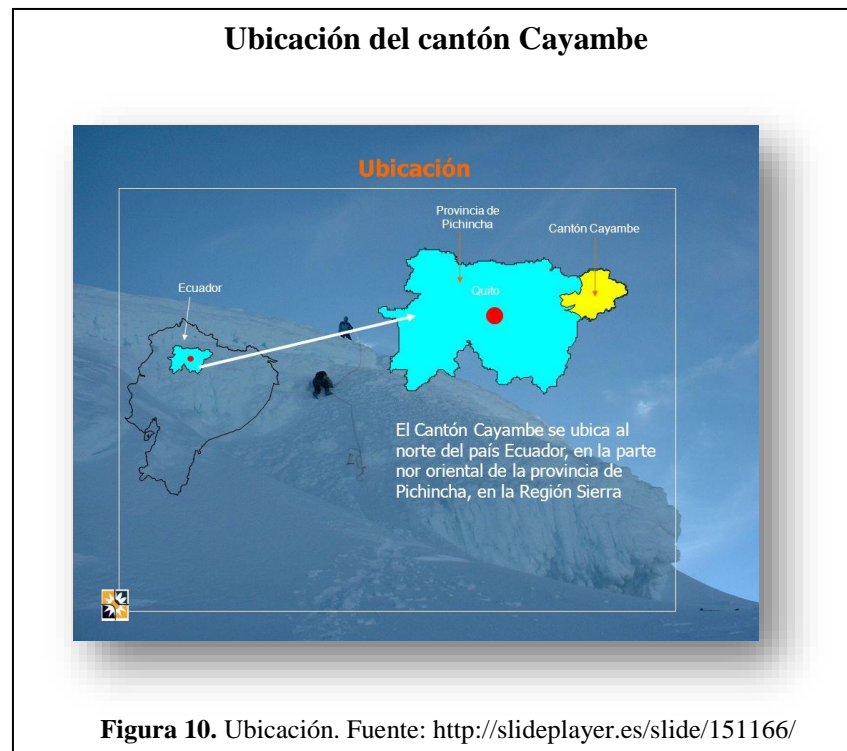 Ubicación del cantón Cayambe
Ubicación
Provincia de
Pichincha
Cantón Cayambe
Ecuador
Quito
El Cantón Cayambe se ubica al
norte del país Ecuador, en la parte
nor oriental de la provincia de
Pichincha, en la Región Sierra
Figura 10. Ubicación. Fuente: http://slideplayer.es/slide/151166/